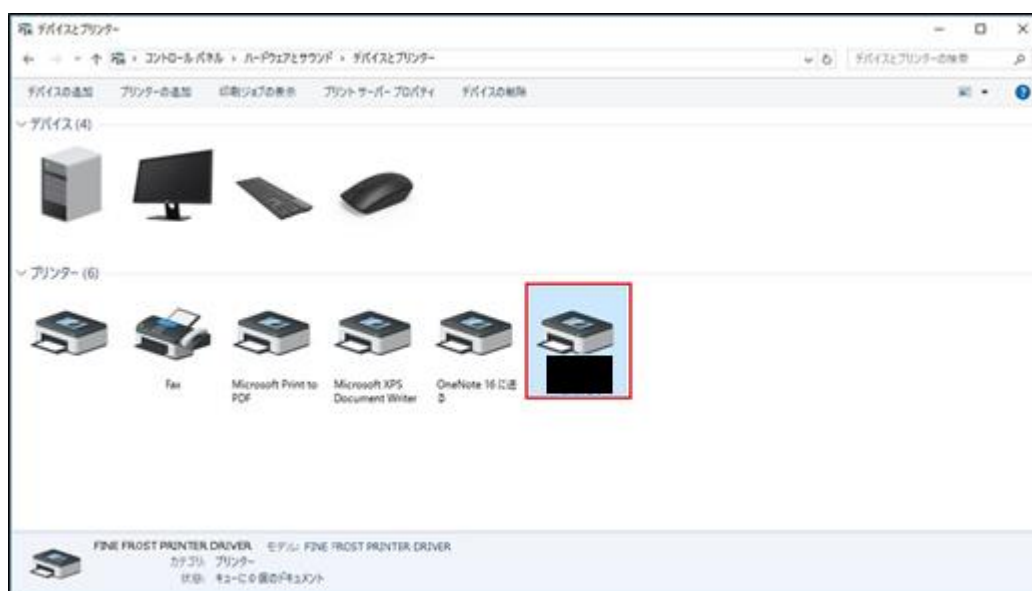 デバイスとプリンター
コントロール パネル › ハードウェアとサウンド › デバイスとプリンター
デバイスとプリンターの検索
デバイスの追加 プリンターの追加 印刷ジョブの表示 プリント サーバー プロパティ デバイスの削除
デバイス (4)
プリンター (6)
Fax
Microsoft Print to
PDF
Microsoft XPS
Document Writer
OneNote 16 に送
る
FINE FROST PRINTER DRIVER モデル: FINE FROST PRINTER DRIVER
カテゴリ: プリンター
状態: キューに 0 個のドキュメント